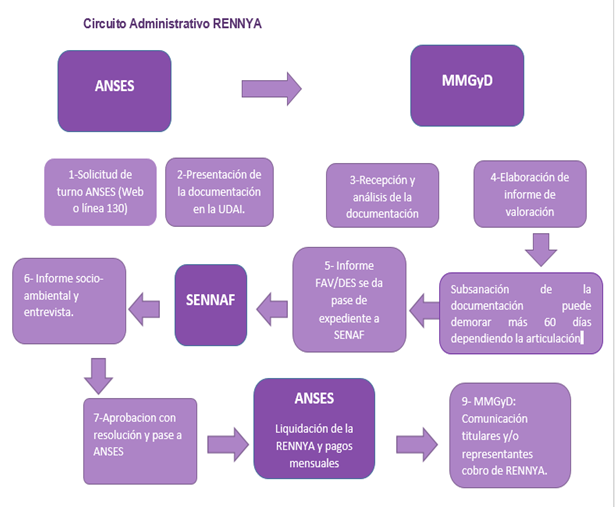 Circuito Administrativo RENNYA
ANSES
MMGyD
1-Solicitud de
turno ANSES (Web
o línea 130)
2-Presentación de
la documentación
en la UDAI.
3-Recepción y
análisis de la
documentación
4-Elaboración de
informe de
valoración
Subsanación de la
documentación puede
demorar más 60 días
dependiendo la articulación
5- Informe
FAV/DES se da
pase de
expediente a
SENAF
SENNAF
6- Informe socio-
ambiental y
entrevista.
7-Aprobacion con
resolución y pase a
ANSES
ANSES
Liquidación de la
RENNYA y pagos
mensuales
9- MMGyD:
Comunicación
titulares y/o
representantes
cobro de RENNYA.